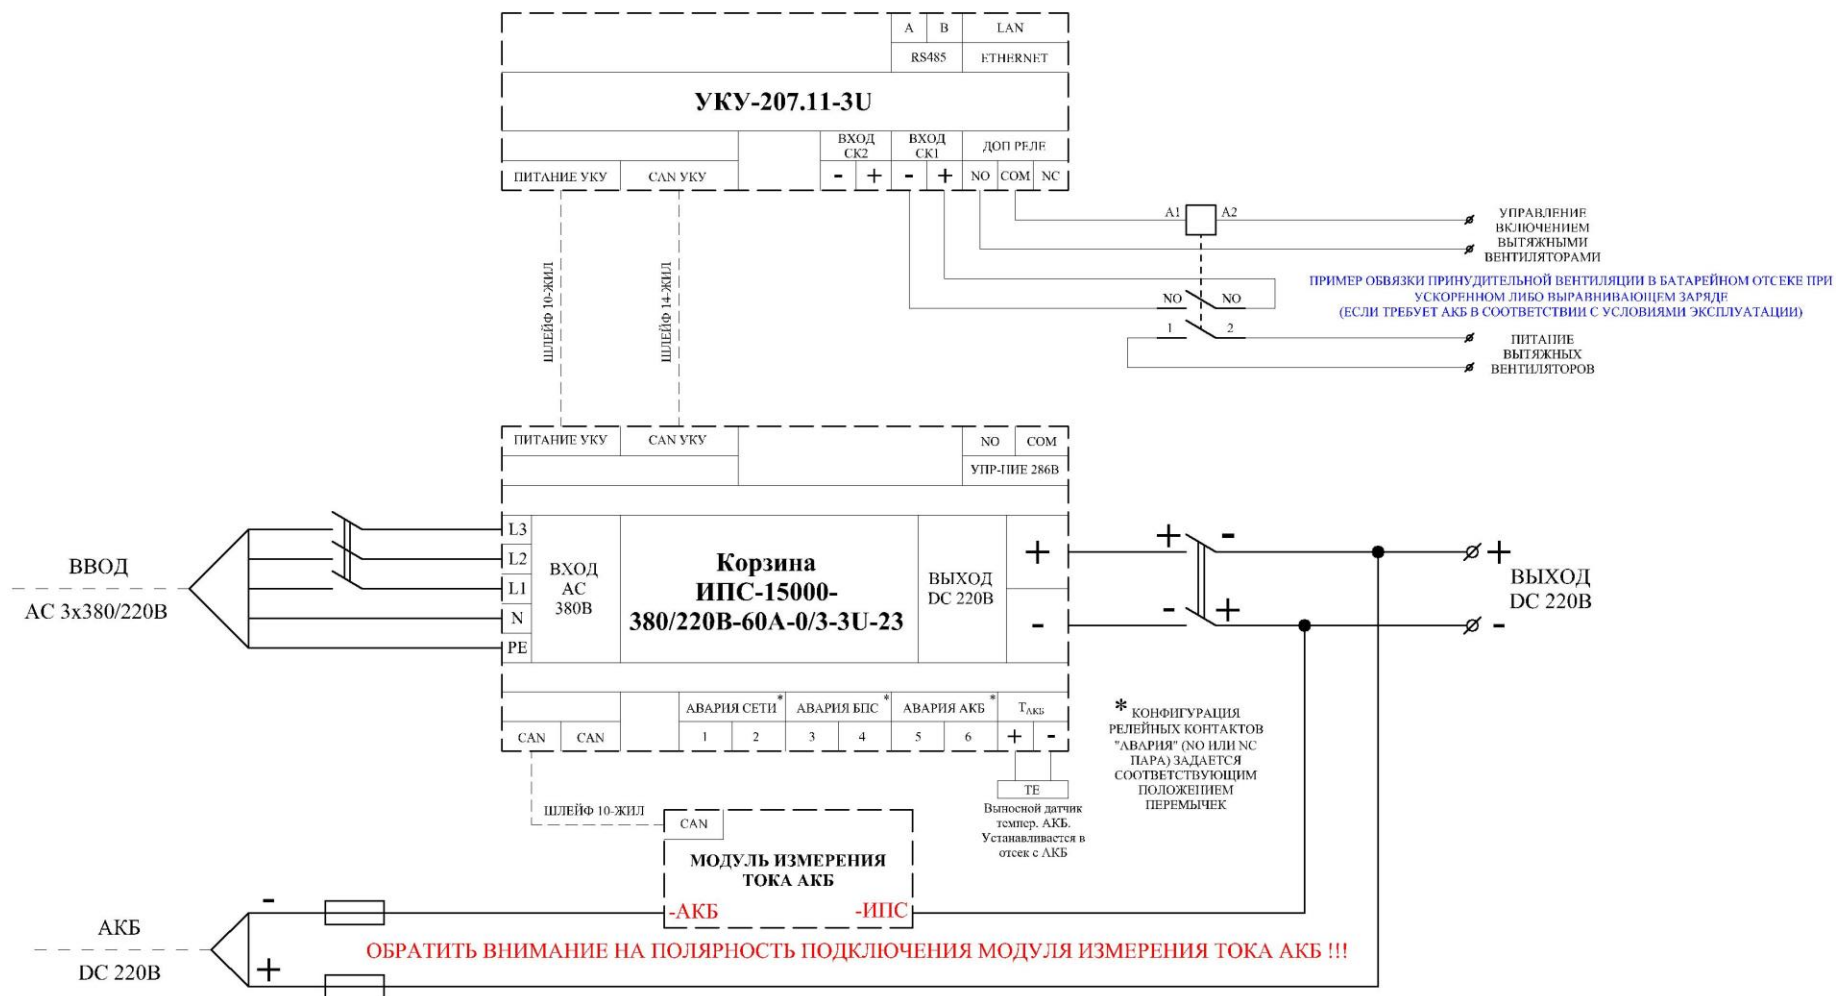 A B LAN
RS485 ETHERNET
УКУ-207.11-3U
ВХОД СК2
ВХОД СК1
ДОП РЕЛЕ
ПИТАНИЕ УКУ CAN УКУ - + - + NO COM NC
ШЛЕЙФ 10-ЖИЛ
ШЛЕЙФ 14-ЖИЛ
A1 A2
УПРАВЛЕНИЕ
ВКЛЮЧЕНИЕМ
ВЫТЯЖНЫМИ
ВЕНТИЛЯТОРАМИ
ПРИМЕР ОБВЯЗКИ ПРИНУДИТЕЛЬНОЙ ВЕНТИЛЯЦИИ В БАТАРЕЙНОМ ОТСЕКЕ ПРИ
УСКОРЕННОМ ЛИБО ВЫРАВНИВАЮЩЕМ ЗАРЯДЕ
(ЕСЛИ ТРЕБУЕТ АКБ В СООТВЕТСТВИИ С УСЛОВИЯМИ ЭКСПЛУАТАЦИИ)
NO NO
1 2
ПИТАНИЕ
ВЫТЯЖНЫХ
ВЕНТИЛЯТОРОВ
ПИТАНИЕ УКУ CAN УКУ NO COM
УПР-НИЕ 286В
ВВОД
АС 3х380/220В
L3
L2
L1
N
PE
ВХОД
АС
380В
Корзина
ИПС-15000-
380/220В-60А-0/3-3U-23
ВЫХОД
DC 220В
+
-
+ -
- +
+
-
ВЫХОД
DC 220В
АВАРИЯ СЕТИ* АВАРИЯ БПС* АВАРИЯ АКБ* ТАКБ
CAN CAN 1 2 3 4 5 6 + -
* КОНФИГУРАЦИЯ
РЕЛЕЙНЫХ КОНТАКТОВ
"АВАРИЯ" (NO ИЛИ NC
ПАРА) ЗАДАЕТСЯ
СООТВЕТСТВУЮЩИМ
ПОЛОЖЕНИЕМ
ПЕРЕМЫЧЕК
TE
Выносной датчик
темпер. АКБ.
Устанавливается в
отсек с АКБ
ШЛЕЙФ 10-ЖИЛ
CAN
МОДУЛЬ ИЗМЕРЕНИЯ
ТОКА АКБ
-АКБ -ИПС
АКБ
DC 220В
-
+
ОБРАТИТЬ ВНИМАНИЕ НА ПОЛЯРНОСТЬ ПОДКЛЮЧЕНИЯ МОДУЛЯ ИЗМЕРЕНИЯ ТОКА АКБ !!!